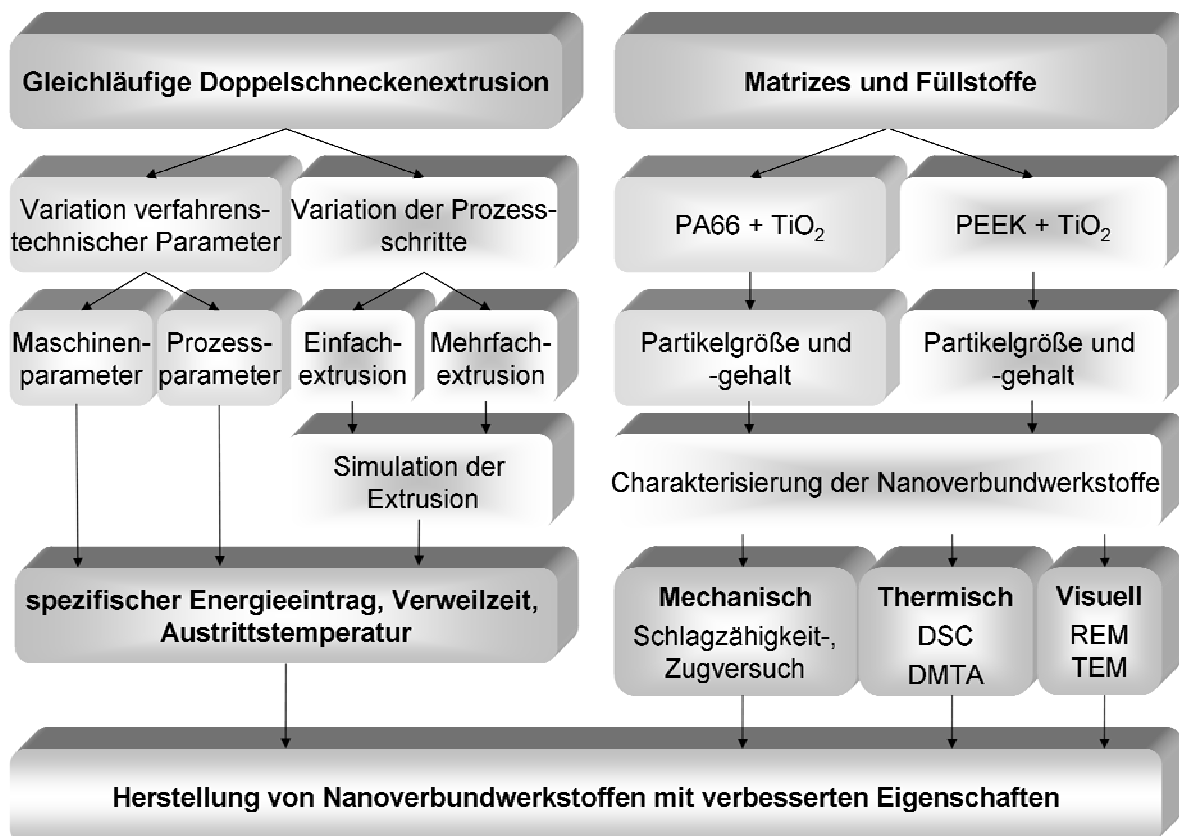 Gleichläufige Doppelschneckenextrusion
Matrizes und Füllstoffe
Variation verfahrens-
technischer Parameter
Variation der Prozess-
schritte
PA66 + TiO₂
PEEK + TiO₂
Maschinen-
parameter
Prozess-
parameter
Einfach-
extrusion
Mehrfach-
extrusion
Partikelgröße und
-gehalt
Partikelgröße und
-gehalt
Simulation der
Extrusion
Charakterisierung der Nanoverbundwerkstoffe
spezifischer Energieeintrag, Verweilzeit,
Austrittstemperatur
Mechanisch
Schlagzähigkeit-,
Zugversuch
Thermisch
DSC
DMTA
Visuell
REM
TEM
Herstellung von Nanoverbundwerkstoffen mit verbesserten Eigenschaften